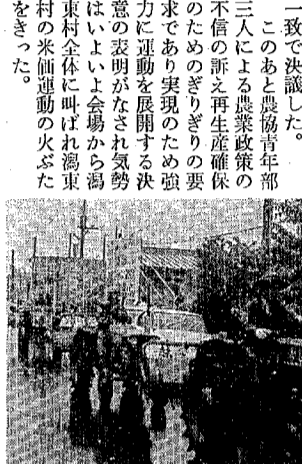 一致で決議した。
　このあと農協青年部
三人による農業政策の
不信の訴え再生産確保
のためのぎりぎりの要
求であり実現のため強
力に運動を展開する決
意の表明がなされ気勢
はいよいよ会場から潟
東村全体に叫ばれ潟東
村の米価運動の火ぶた
をきった。